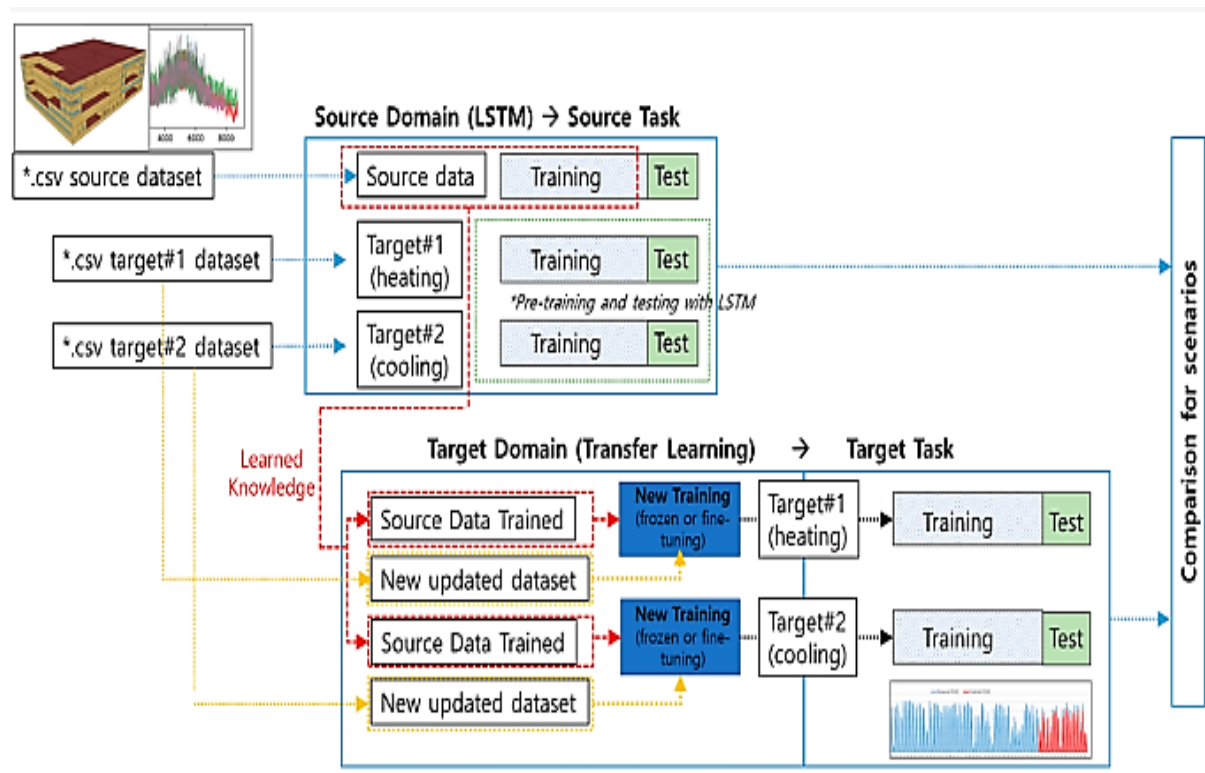 4000 6000 8000
Source Domain (LSTM) → Source Task
*.csv source dataset
Source data
Training
Test
*.csv target#1 dataset
Target#1
(heating)
Training
Test
*Pre-training and testing with LSTM
*.csv target#2 dataset
Target#2
(cooling)
Training
Test
Comparison for scenarios
Learned
Knowledge
Target Domain (Transfer Learning) → Target Task
Source Data Trained
New Training
(frozen or fine-
tuning)
Target#1
(heating)
Training
Test
New updated dataset
Source Data Trained
New Training
(frozen or fine-
tuning)
Target#2
(cooling)
Training
Test
New updated dataset